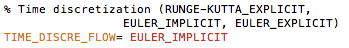 % Time discretization (RUNGE-KUTTA_EXPLICIT,
EULER_IMPLICIT, EULER_EXPLICIT)
TIME_DISCRE_FLOW= EULER_IMPLICIT